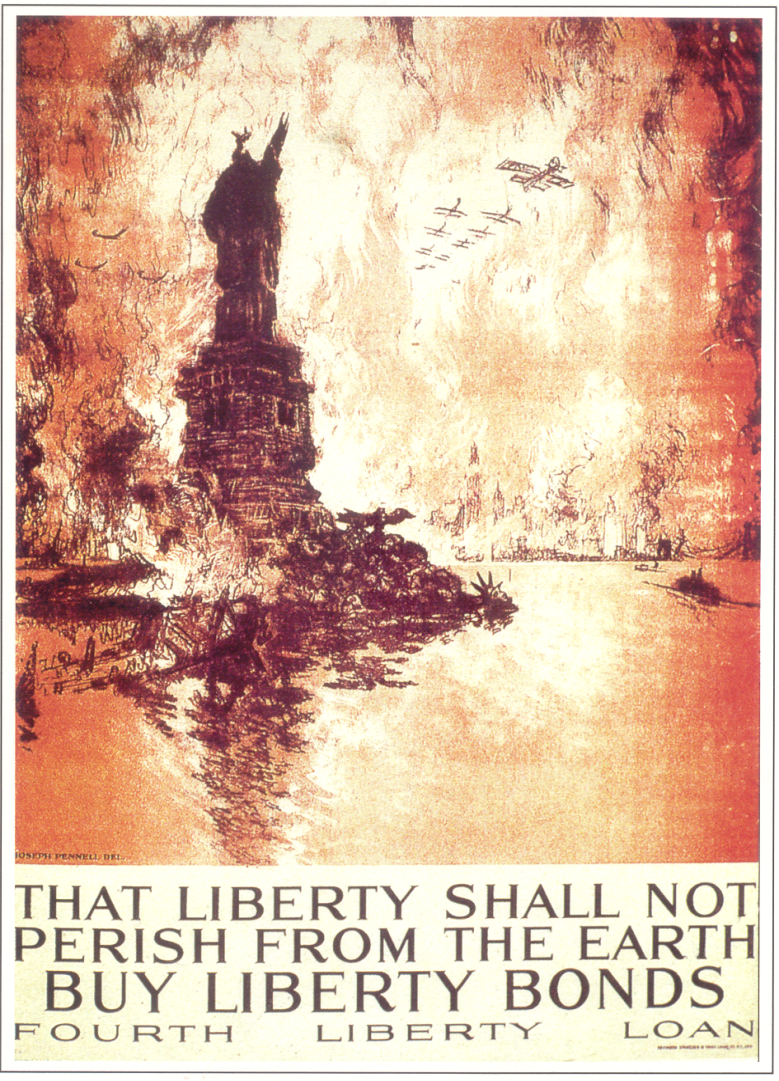 JOSEPH PENNELL DEL.
THAT LIBERTY SHALL NOT
PERISH FROM THE EARTH
BUY LIBERTY BONDS
FOURTH LIBERTY LOAN